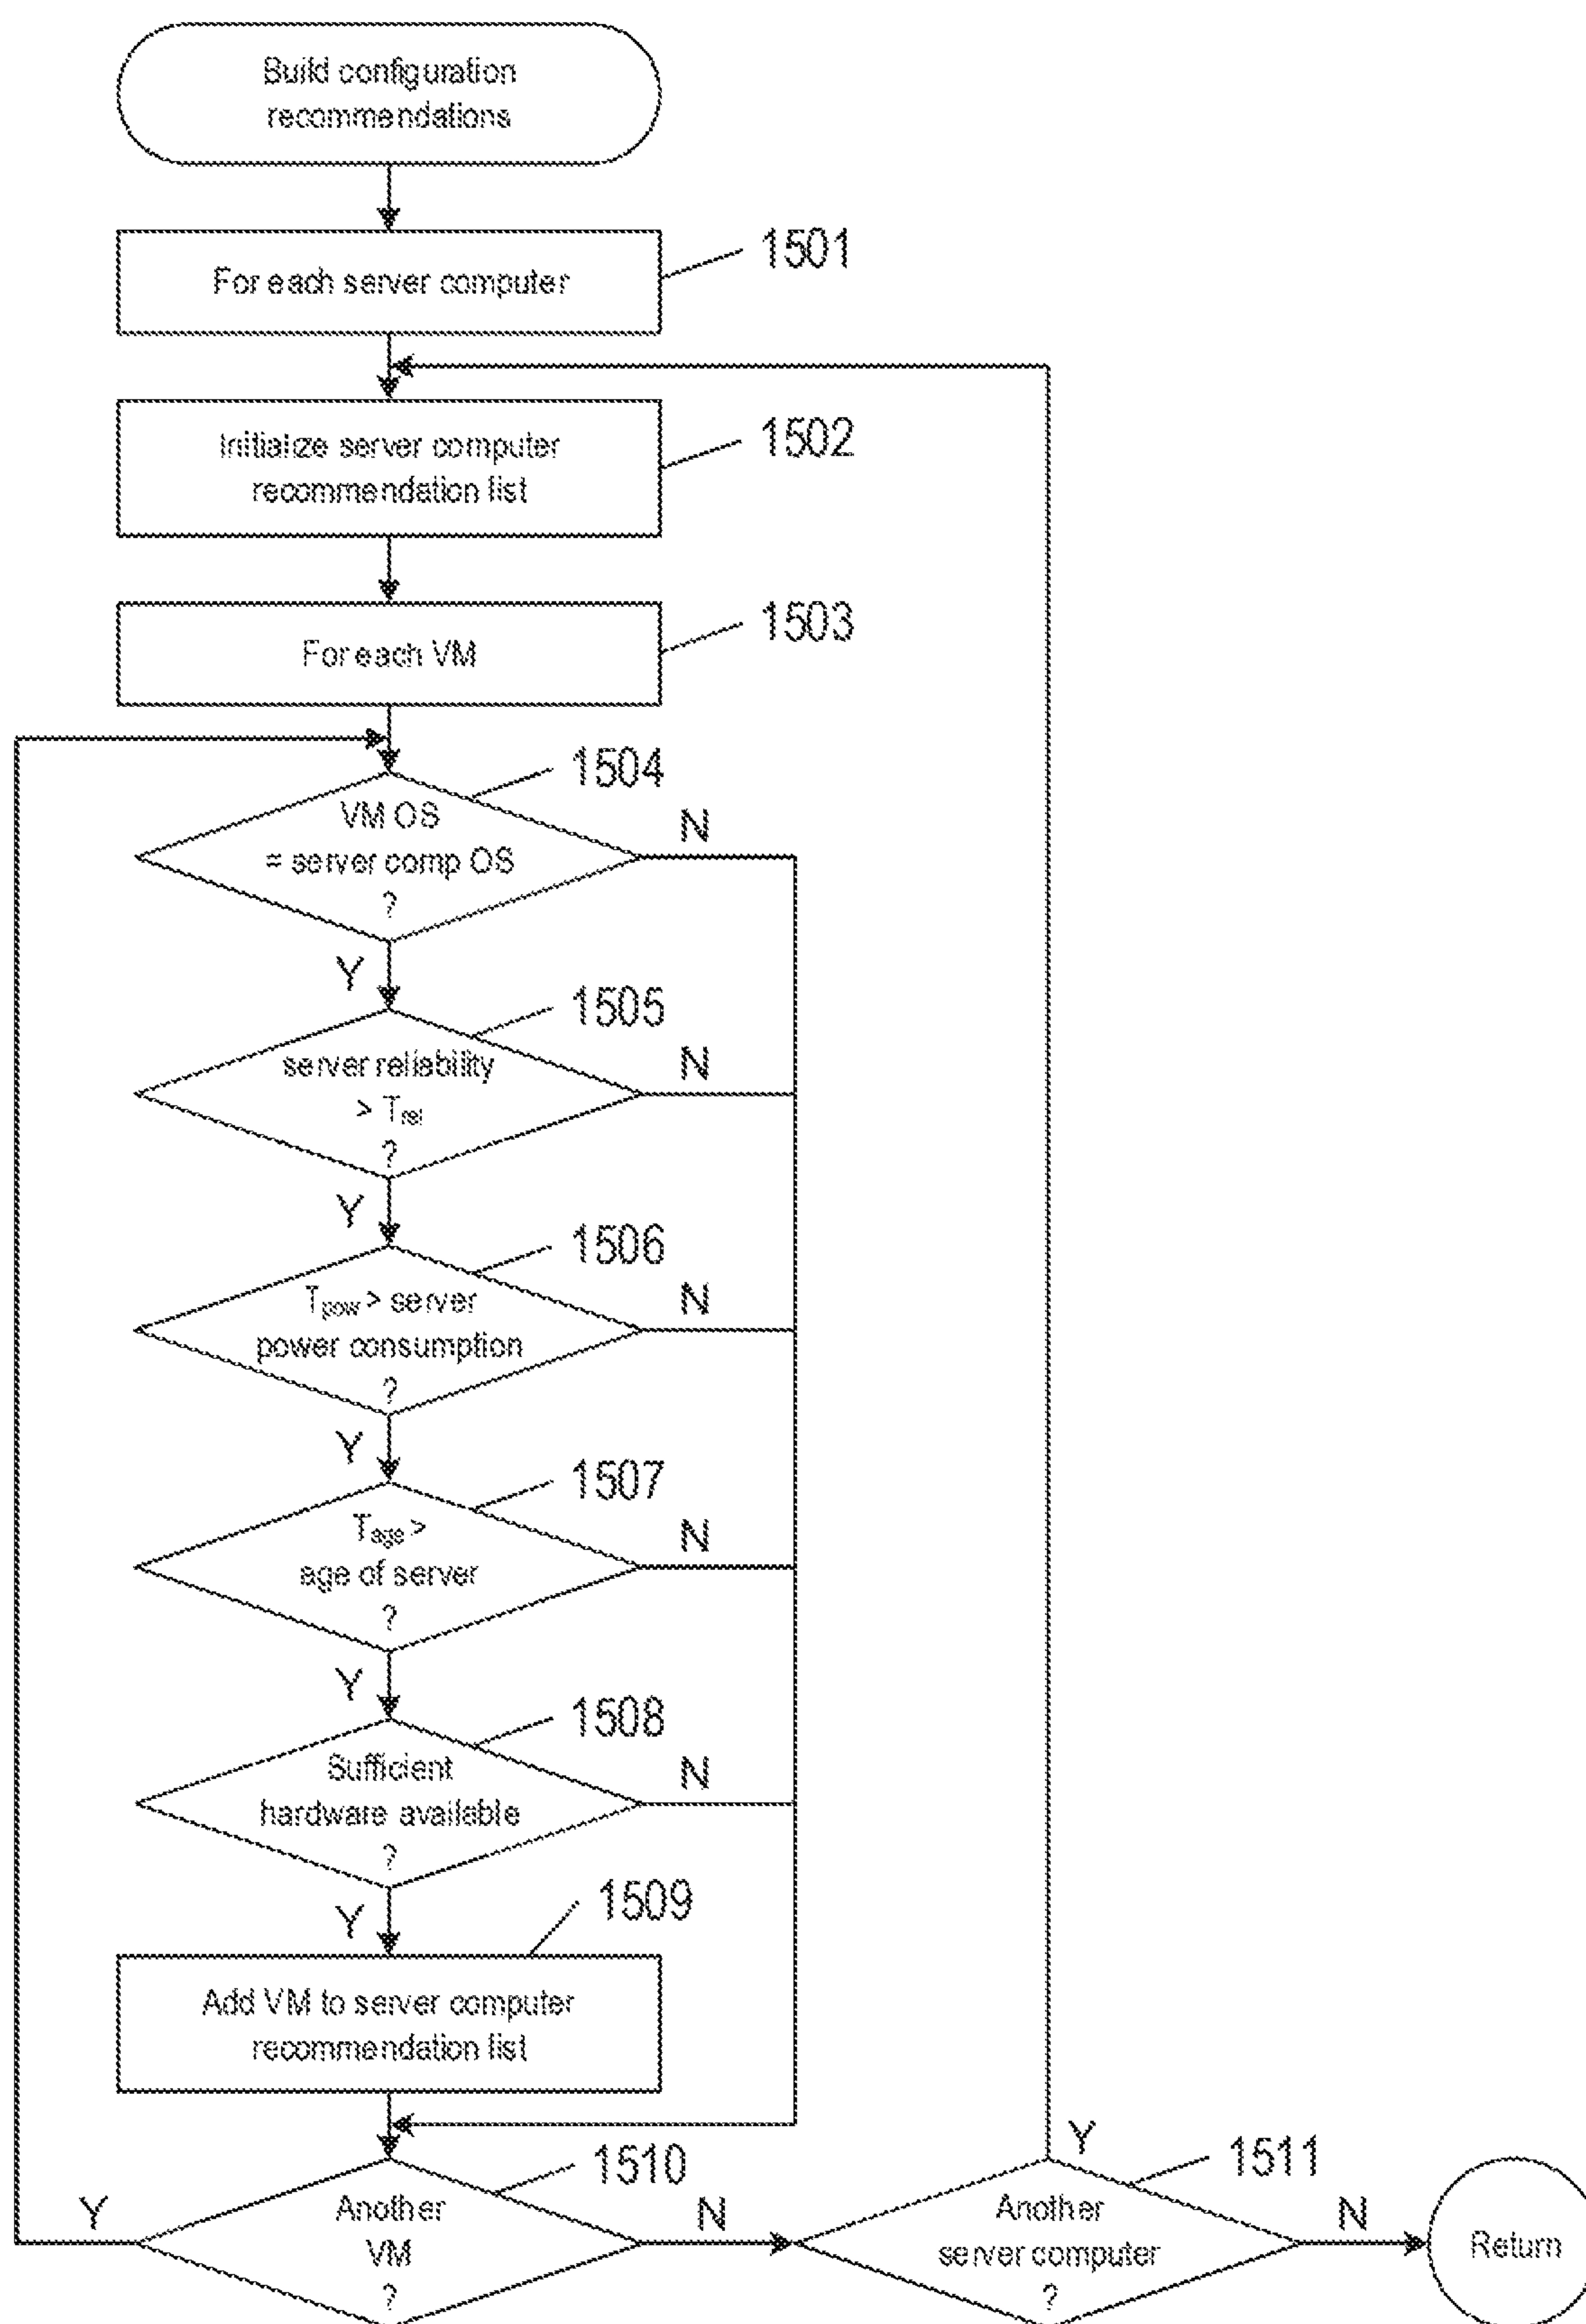 Build configuration
recommendations
1501
For each server computer
1502
Initialize server computer
recommendation list
1503
For each VM
1504
VM OS
= server comp OS
?
N
Y
1505
server reliability
> Trel
?
N
Y
1506
Tpow > server
power consumption
?
N
Y
1507
Tage >
age of server
?
N
Y
1508
Sufficient
hardware available
?
N
Y
1509
Add VM to server computer
recommendation list
1510
Another
VM
?
Y
N
1511
Another
server computer
?
Y
N
Return